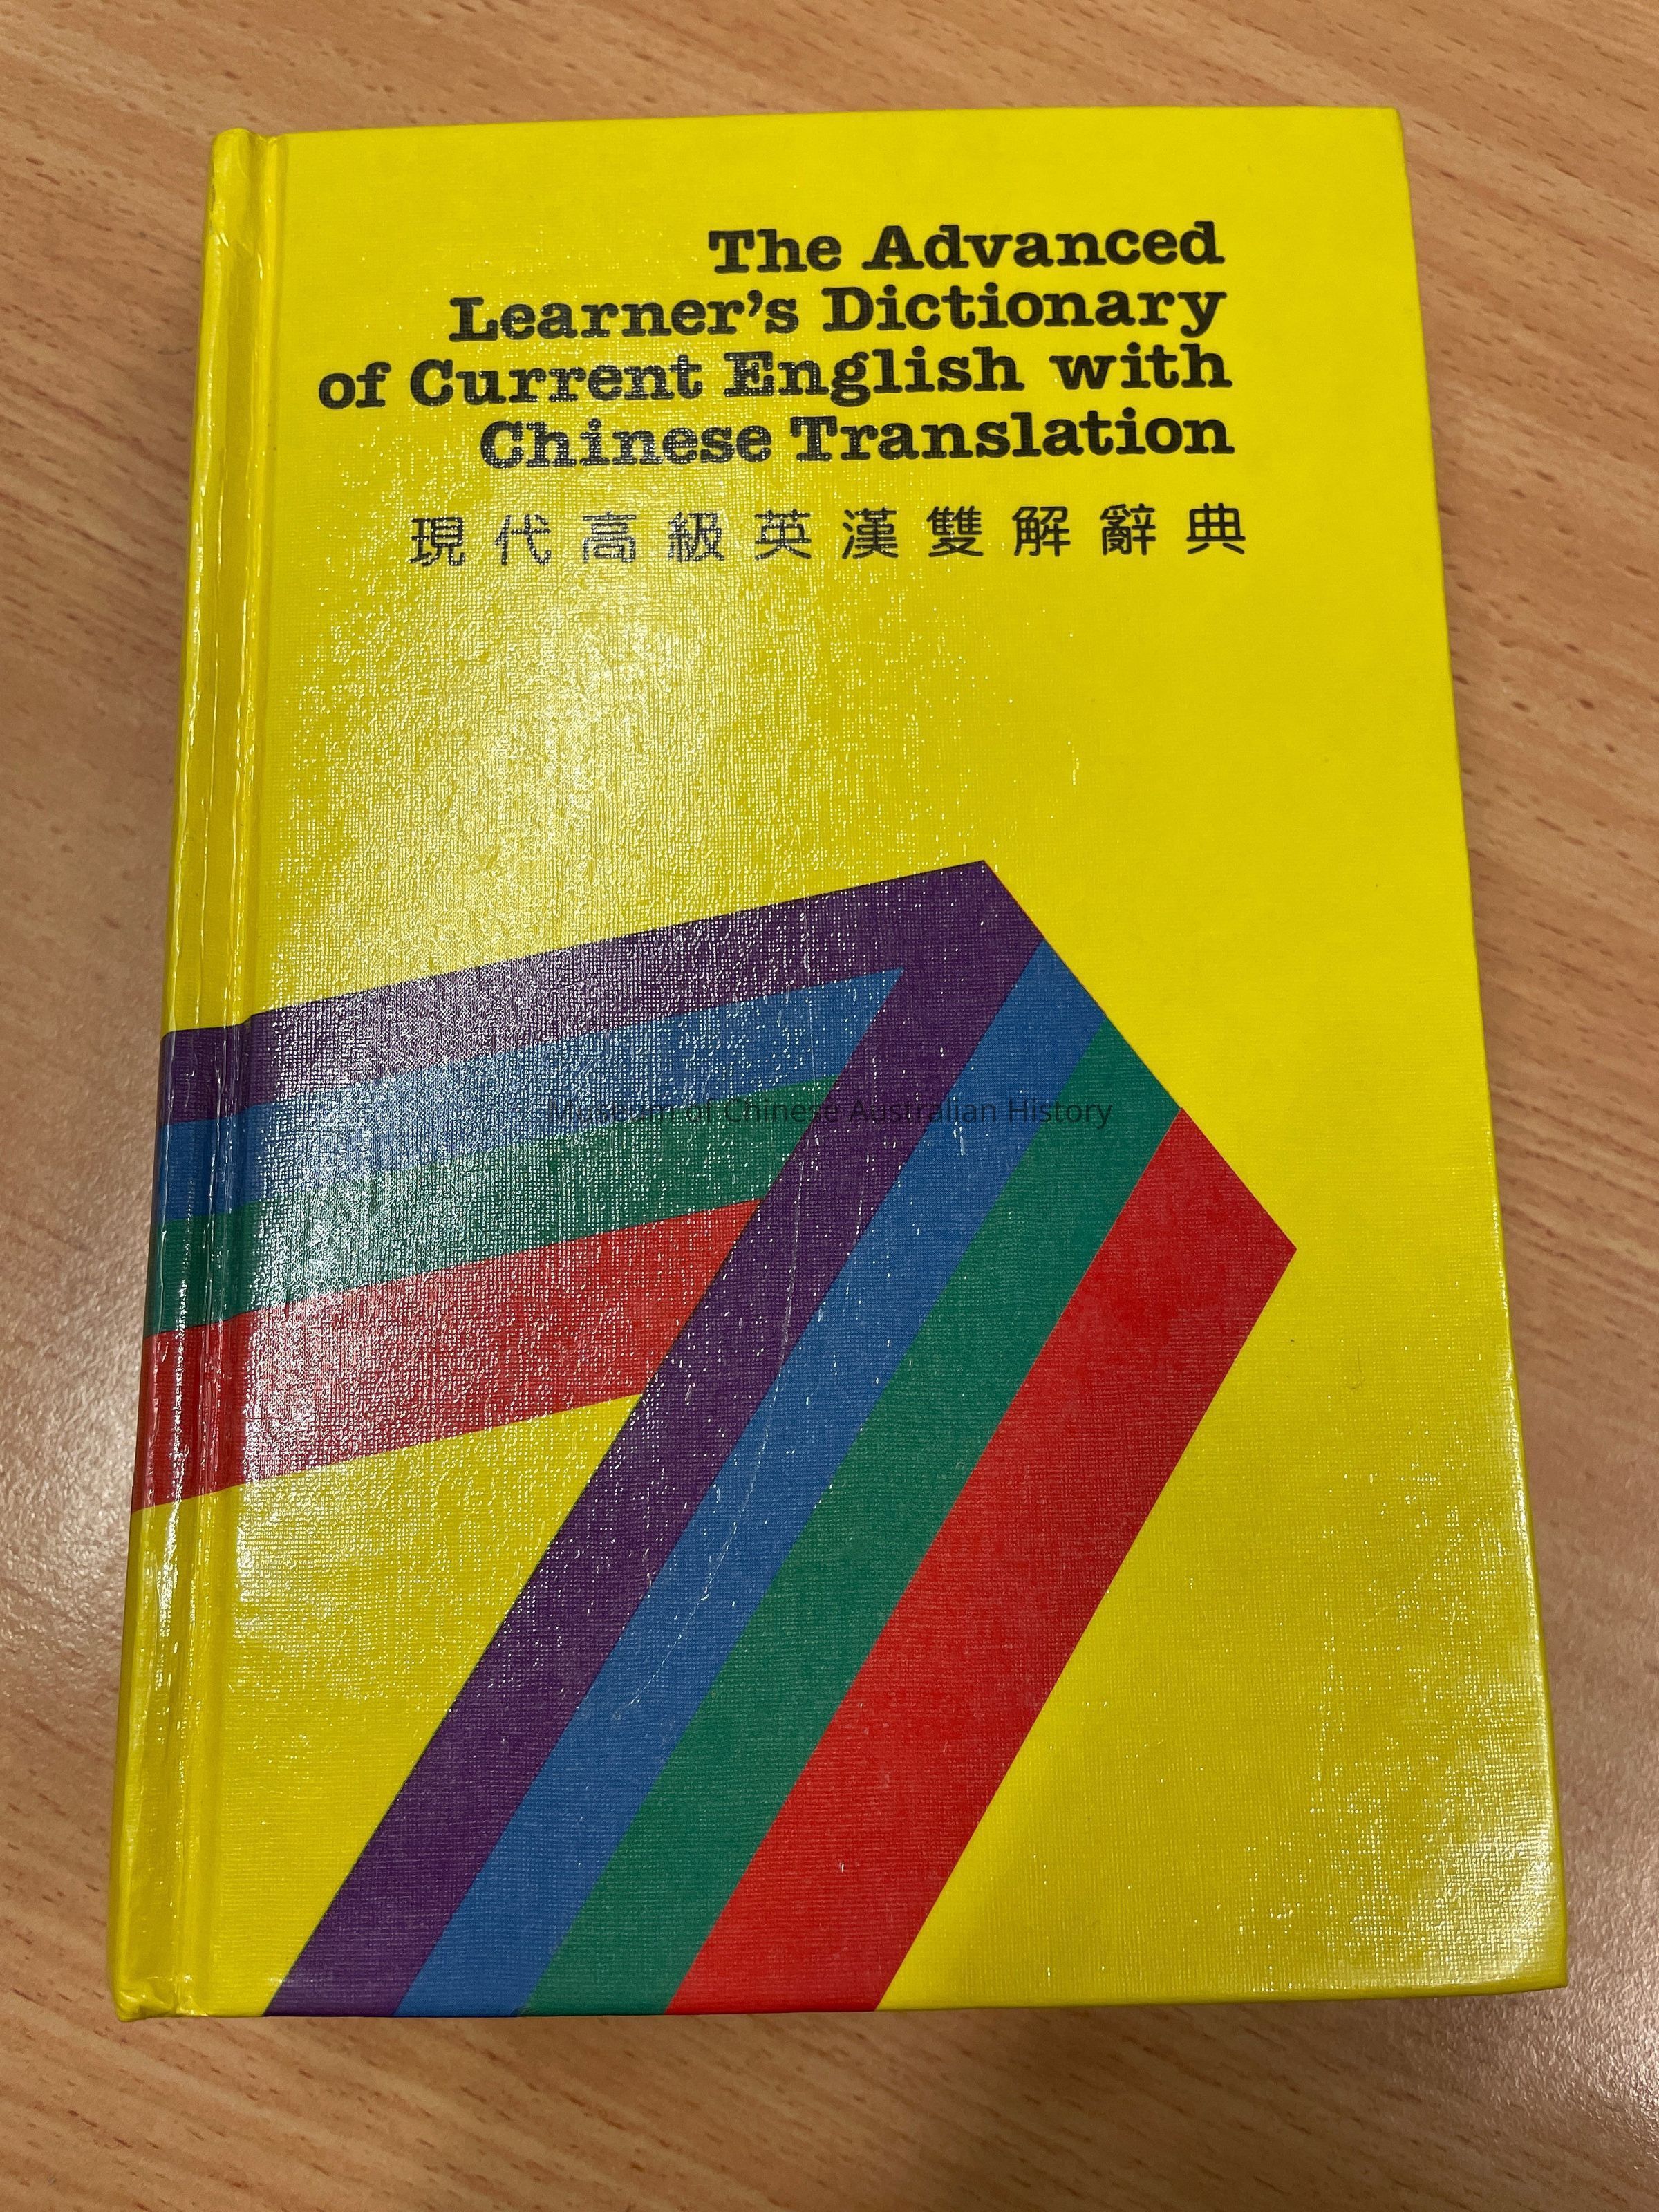 The Advanced
Learner's Dictionary
of Current English with
Chinese Translation
現代高級英漢雙解辭典
Museum of Chinese Australian History